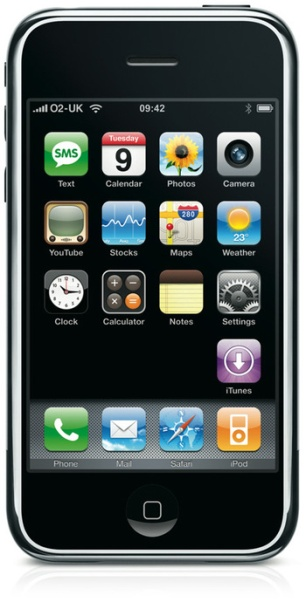 O2-UK 09:42
SMS Tuesday 9
Text Calendar Photos Camera
280 23°
YouTube Stocks Maps Weather
Clock Calculator Notes Settings
iTunes
Phone Mail Safari iPod